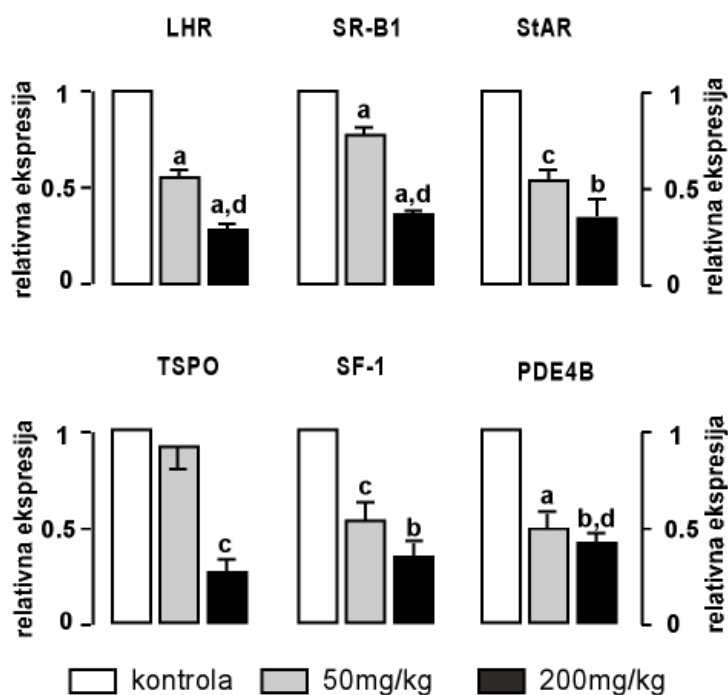 LHR SR-B1 StAR
relativna ekspresija
1
0.5
0
a
a,d
a
a,d
c
b
1
0.5
0
relativna ekspresija
TSPO SF-1 PDE4B
relativna ekspresija
1
0.5
0
c
c
b
a
b,d
1
0.5
0
relativna ekspresija
kontrola 50mg/kg 200mg/kg